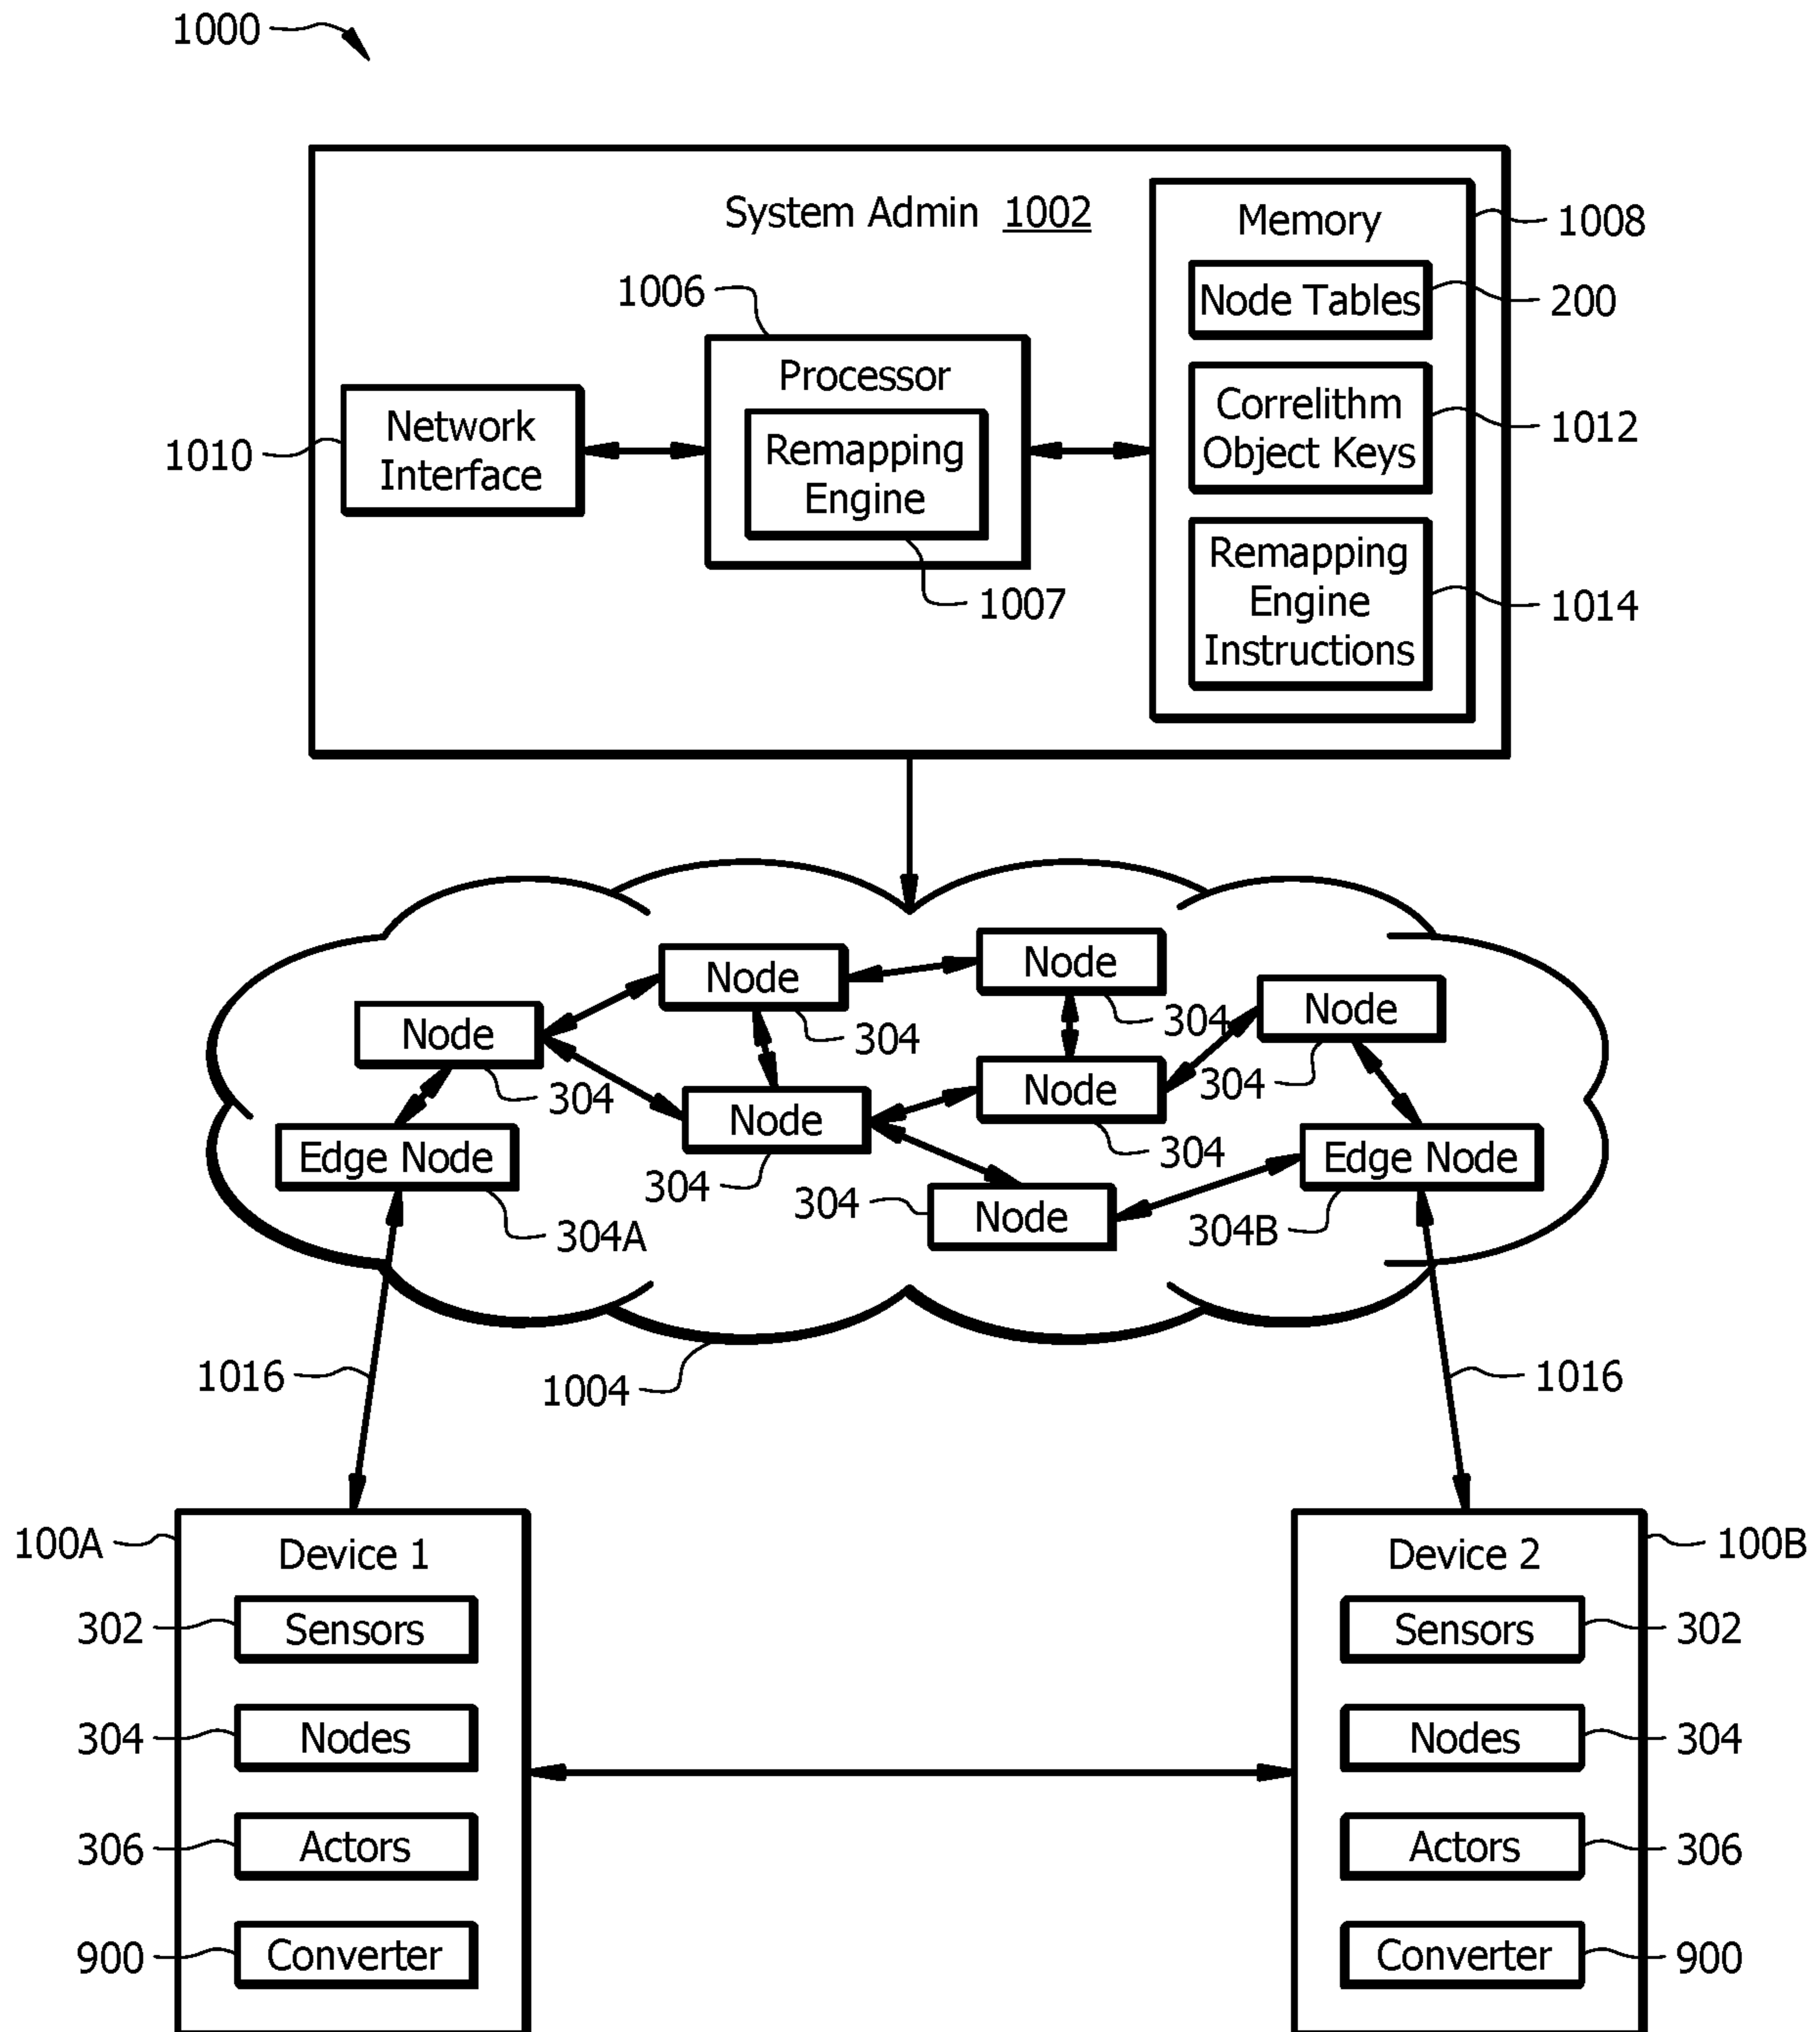 1000
System Admin 1002
Memory
1008
Node Tables
200
1006
Processor
Correlithm
Object Keys
1012
Network
Interface
1010
Remapping
Engine
1007
Remapping
Engine
Instructions
1014
Node
304
Node
304
Node
304
Node
304
Node
304
Node
304
Edge Node
304A
Node
304
Edge Node
304B
1016
1004
1016
100A
Device 1
302
Sensors
304
Nodes
306
Actors
900
Converter
Device 2
100B
Sensors
302
Nodes
304
Actors
306
Converter
900